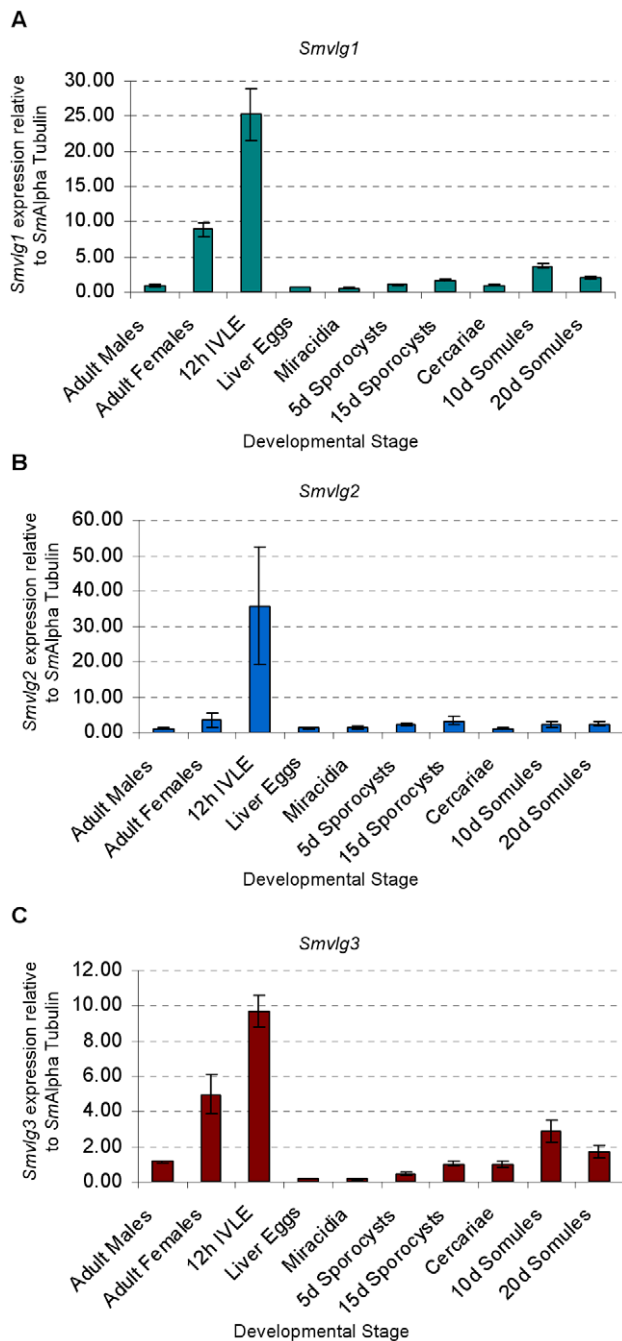 A
Smvlg1
Smvlg1 expression relative
to SmAlpha Tubulin
30.00
25.00
20.00
15.00
10.00
5.00
0.00
Adult Males
Adult Females
12h IVLE
Liver Eggs
Miracidia
5d Sporocysts
15d Sporocysts
Cercariae
10d Somules
20d Somules
Developmental Stage
B
Smvlg2
Smvlg2 expression relative
to SmAlpha Tubulin
60.00
50.00
40.00
30.00
20.00
10.00
0.00
Adult Males
Adult Females
12h IVLE
Liver Eggs
Miracidia
5d Sporocysts
15d Sporocysts
Cercariae
10d Somules
20d Somules
Developmental Stage
C
Smvlg3
Smvlg3 expression relative
to SmAlpha Tubulin
12.00
10.00
8.00
6.00
4.00
2.00
0.00
Adult Males
Adult Females
12h IVLE
Liver Eggs
Miracidia
5d Sporocysts
15d Sporocysts
Cercariae
10d Somules
20d Somules
Developmental Stage